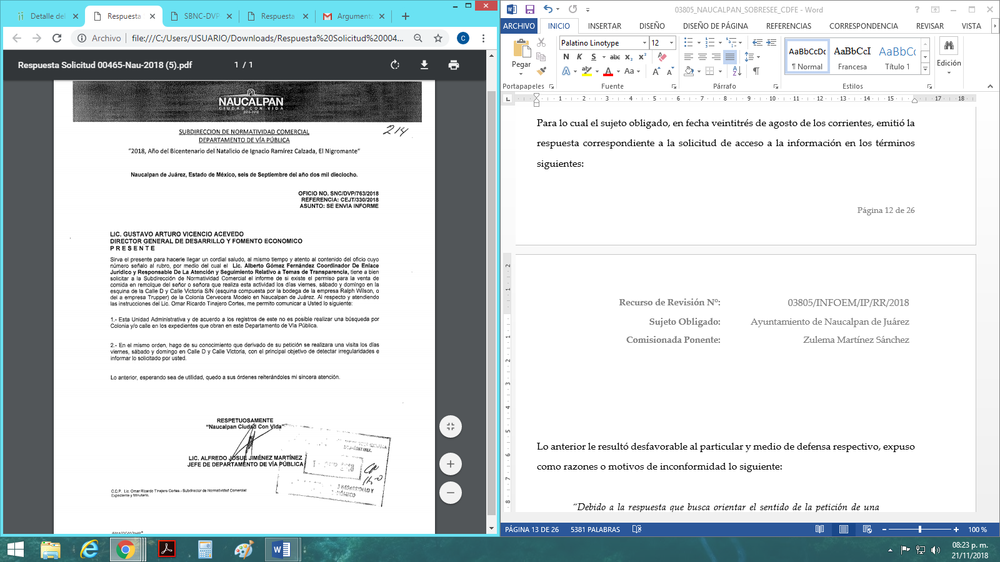 Detalle del
Respuesta
SBNC-DVP
Respuesta
Argumento
Archivo
file:///C:/Users/USUARIO/Downloads/Respuesta%20Solicitud%2004...
C
Respuesta Solicitud 00465-Nau-2018 (5).pdf
1 / 1
NAUCALPAN
CIUDAD CON VIDA
2016-2018
214
SUBDIRECCION DE NORMATIVIDAD COMERCIAL
DEPARTAMENTO DE VÍA PÚBLICA
"2018, Año del Bicentenario del Natalicio de Ignacio Ramírez Calzada, El Nigromante"
Naucalpan de Juárez, Estado de México, seis de Septiembre del año dos mil dieciocho.
OFICIO NO. SNC/DVP/763/2018
REFERENCIA: CEJT/330/2018
ASUNTO: SE ENVIA INFORME
LIC. GUSTAVO ARTURO VICENCIO ACEVEDO
DIRECTOR GENERAL DE DESARRILLO Y FOMENTO ECONOMICO
P R E S E N T E
Sirva el presente para hacerle llegar un cordial saludo, al mismo tiempo y atento al contenido del oficio cuyo
número señalo al rubro, por medio del cual el Lic. Alberto Gómez Fernández Coordinador De Enlace
Jurídico y Responsable De La Atención y Seguimiento Relativo a Temas de Transparencia, tiene a bien
solicitar a la Subdirección de Normatividad Comercial el informe de si existe el permiso para la venta de
comida en remolque del señor o señora que realiza esta actividad los días viernes, sábado y domingo en la
esquina de la Calle D y Calle Victoria S/N (esquina compuesta por la bodega de la empresa Ralph Wilson, o
del a empresa Trupper) de la Colonia Cervecera Modelo en Naucalpan de Juárez. Al respecto y atendiendo
las instrucciones del Lic. Omar Ricardo Tinajero Cortes, me permito comunicar a Usted lo siguiente:
1.- Esta Unidad Administrativa y de acuerdo a los registros de este no es posible realizar una búsqueda por
Colonia y/o calle en los expedientes que obran en este Departamento de Vía Pública.
2.- En el mismo orden, hago de su conocimiento que derivado de su petición se realizara una visita los días
viernes, sábado y domingo en Calle D y Calle Victoria, con el principal objetivo de detectar irregularidades e
informar lo solicitado por usted.
Lo anterior, esperando sea de utilidad, quedo a sus órdenes reiterándoles mi sincera atención.
RESPETUOSAMENTE
"Naucalpan Ciudad Con Vida"
LIC. ALFREDO JOSUE JIMÉNEZ MARTÍNEZ
JEFE DE DEPARTAMENTO DE VÍA PÚBLICA
C.C.P. Lic. Omar Ricardo Tinajero Cortes.- Subdirector de Normatividad Comercial
Expediente y Minutario.
03805_NAUCALPAN_SOBRESEE_CDFE - Word
ARCHIVO INICIO INSERTAR DISEÑO DISEÑO DE PÁGINA REFERENCIAS CORRESPONDENCIA REVISAR VISTA
Palatino Linotype 12
N K S abc x₂ x²
Aa
Pegar
Portapapeles
Fuente
Párrafo
AaBbCcDc AaBbCcI AaBbCc
¶ Normal Francesa Título 1
Estilos
Edición
1 2 3 4 5 6 7 8 9 10 11 12 13 14 15 17 18
Para lo cual el sujeto obligado, en fecha veintitrés de agosto de los corrientes, emitió la
respuesta correspondiente a la solicitud de acceso a la información en los términos
siguientes:
Página 12 de 26
Recurso de Revisión N°: 03805/INFOEM/IP/RR/2018
Sujeto Obligado: Ayuntamiento de Naucalpan de Juárez
Comisionada Ponente: Zulema Martínez Sánchez
Lo anterior le resultó desfavorable al particular y medio de defensa respectivo, expuso
como razones o motivos de inconformidad lo siguiente:
"Debido a la respuesta que busca orientar el sentido de la petición de una
PÁGINA 13 DE 26 5381 PALABRAS
100 %
08:23 p. m.
21/11/2018